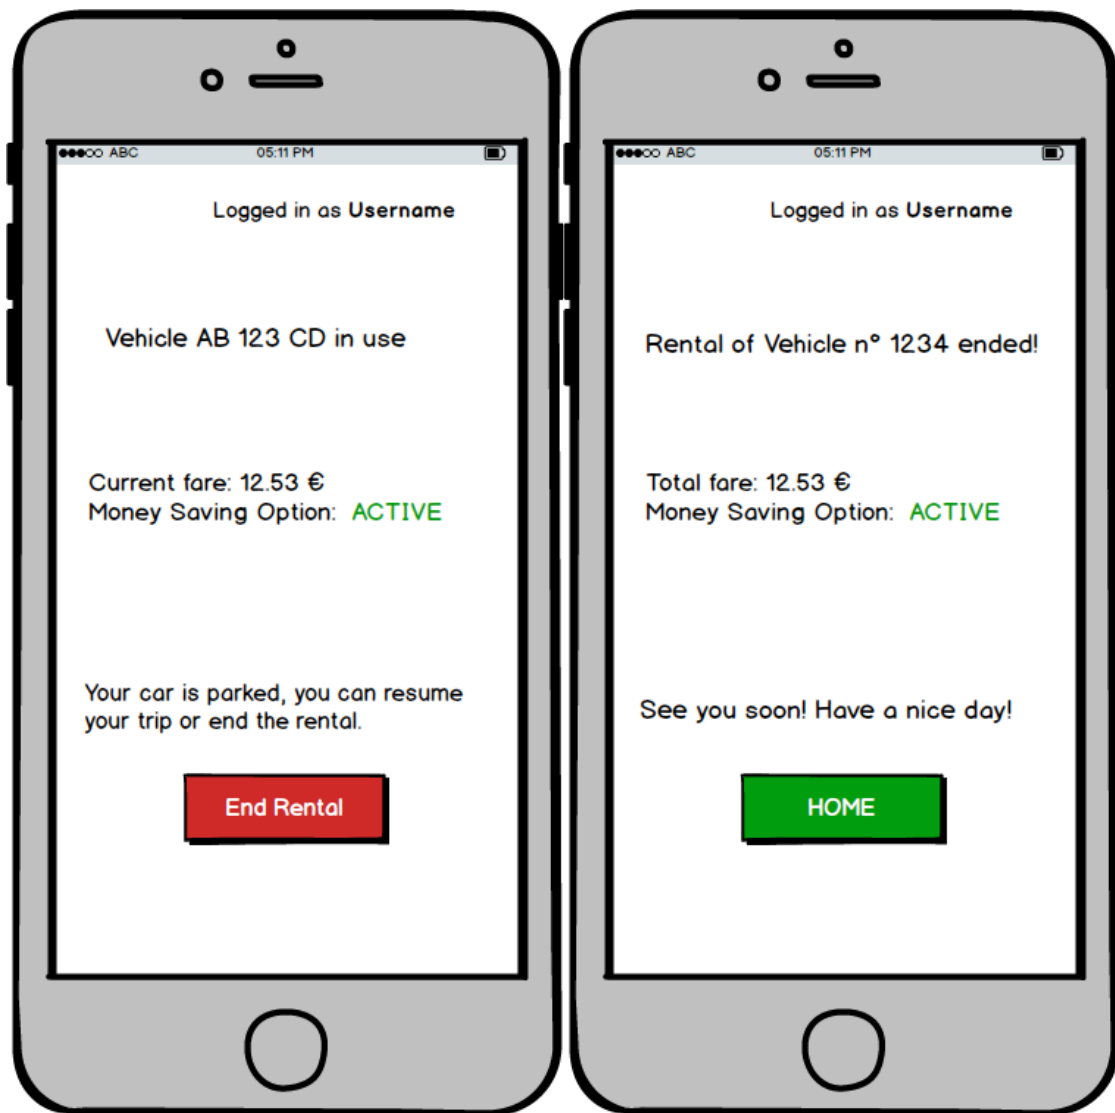 ABC 05:11 PM
Logged in as Username
Vehicle AB 123 CD in use
Current fare: 12.53 €
Money Saving Option: ACTIVE
Your car is parked, you can resume
your trip or end the rental.
End Rental
ABC 05:11 PM
Logged in as Username
Rental of Vehicle n° 1234 ended!
Total fare: 12.53 €
Money Saving Option: ACTIVE
See you soon! Have a nice day!
HOME